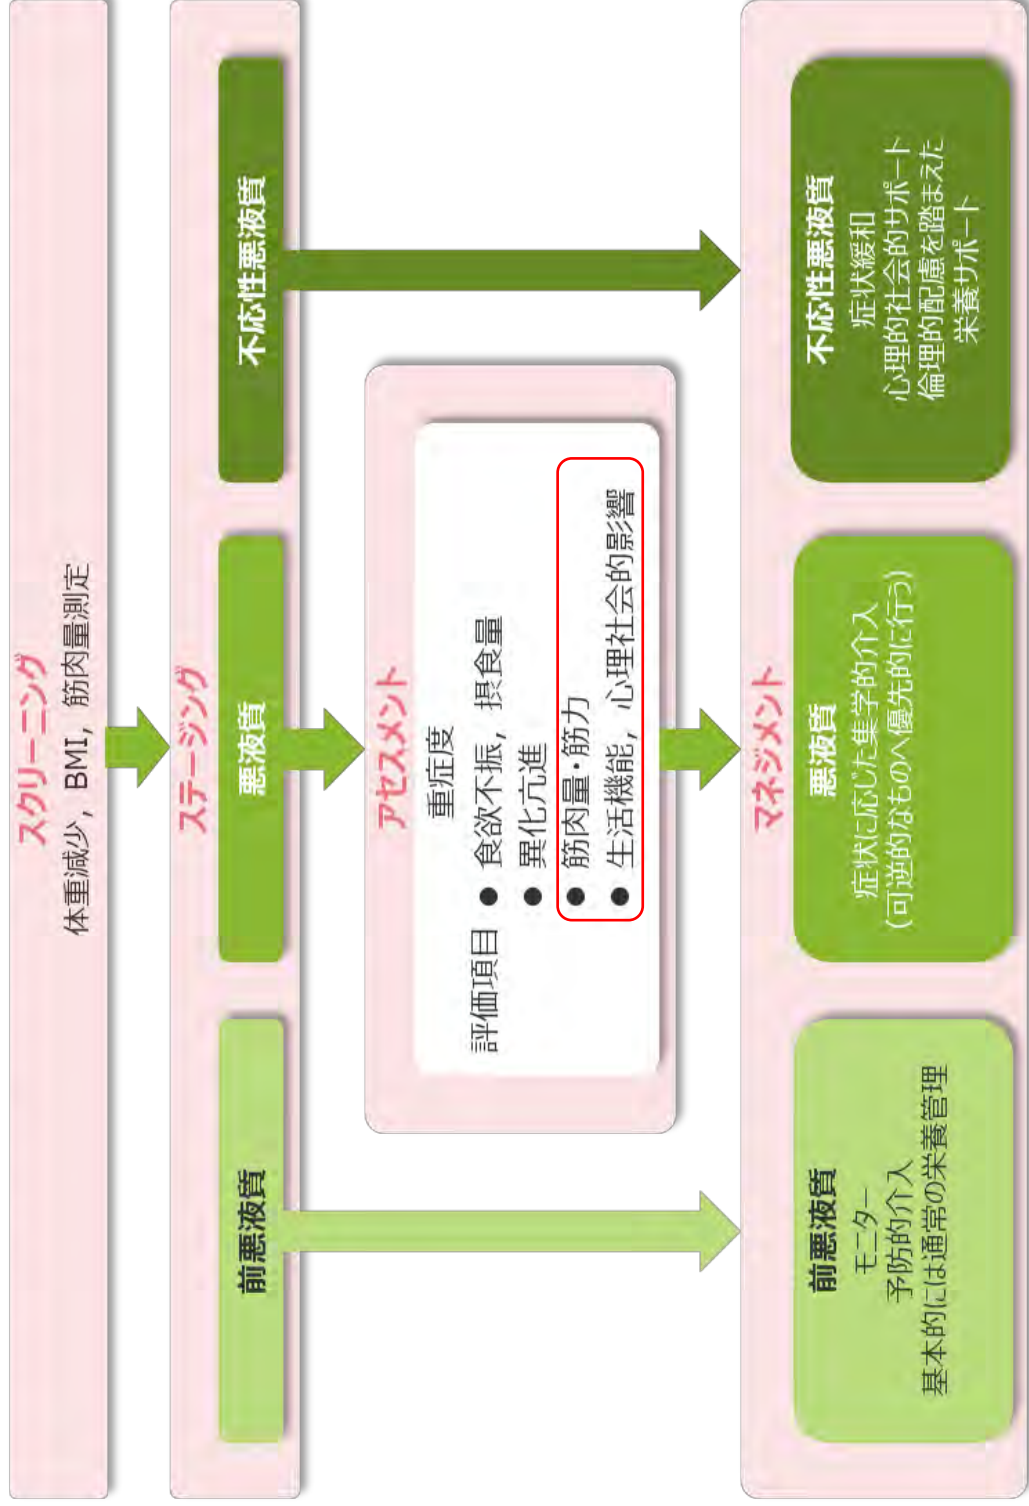 スクリーニング
体重減少，BMI，筋肉量測定
ステージング
前悪液質
悪液質
不応性悪液質
アセスメント
重症度
評価項目 ● 食欲不振，摂食量
● 異化亢進
● 筋肉量・筋力
● 生活機能，心理社会的影響
マネジメント
前悪液質
モニター
予防的介入
基本的には通常の栄養管理
悪液質
症状に応じた集学的介入
(可逆的なものへ優先的に行う)
不応性悪液質
症状緩和
心理的社会的サポート
倫理的配慮を踏まえた
栄養サポート